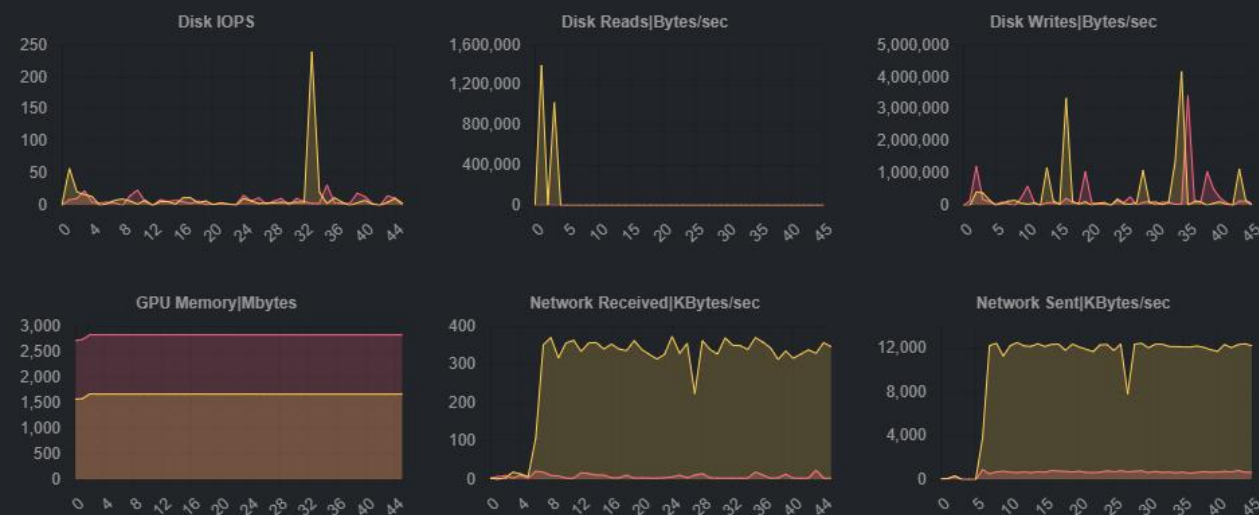 Disk IOPS
250
200
150
100
50
0
0 4 8 12 16 20 24 28 32 36 40 44
Disk Reads|Bytes/sec
1,600,000
1,200,000
800,000
400,000
0
0 5 10 15 20 25 30 35 40 45
Disk Writes|Bytes/sec
5,000,000
4,000,000
3,000,000
2,000,000
1,000,000
0
0 5 10 15 20 25 30 35 40 45
GPU Memory|Mbytes
3,000
2,500
2,000
1,500
1,000
500
0
0 4 8 12 16 20 24 28 32 36 40 44
Network Received|KBytes/sec
400
300
200
100
0
0 4 8 12 16 20 24 28 32 36 40 44
Network Sent|KBytes/sec
12,000
8,000
4,000
0
0 5 10 15 20 25 30 35 40 45